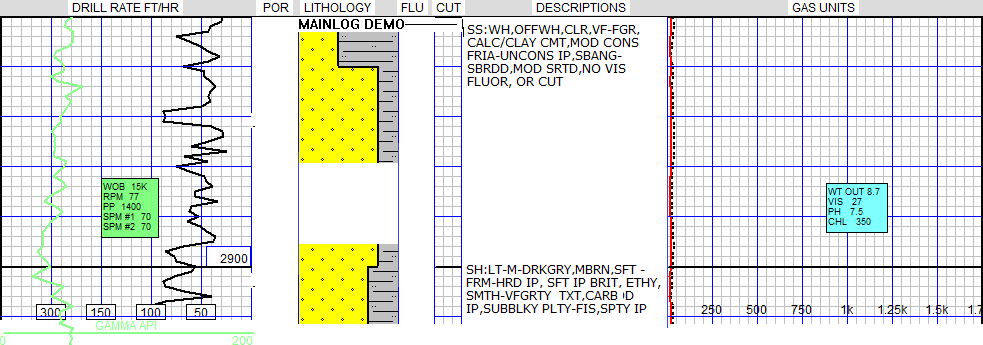 DRILL RATE FT/HR POR LITHOLOGY FLU CUT DESCRIPTIONS GAS UNITS
MAINLOG DEMO
SS:WH,OFFWH,CLR,VF-FGR,
CALC/CLAY CMT,MOD CONS
FRIA-UNCONS IP,SBANG-
SBRDD,MOD SRTD,NO VIS
FLUOR, OR CUT
WOB 15K
RPM 77
PP 1400
SPM #1 70
SPM #2 70
WT OUT 8.7
VIS 27
PH 7.5
CHL 350
2900
SH:LT-M-DRKGRY,MBRN,SFT -
FRM-HRD IP, SFT IP BRIT, ETHY,
SMTH-VFGRTY TXT,CARB ID
IP,SUBBLKY PLTY-FIS,SPTY IP
300 150 100 50
250 500 750 1k 1.25k 1.5k 1.7
GAMMA API
0 200